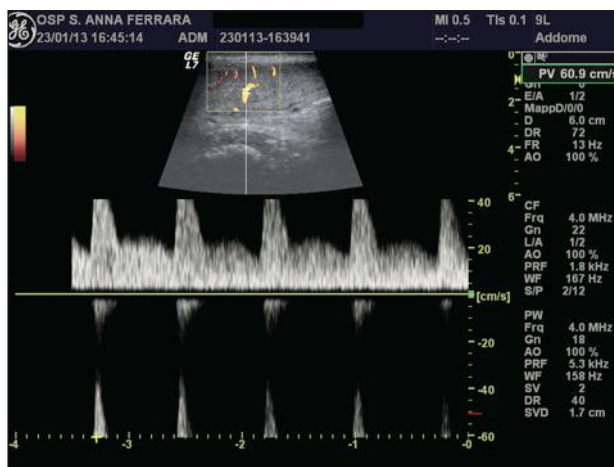 OSP S. ANNA FERRARA MI 0.5 TIs 0.1 9L
23/01/13 16:45:14 ADM 230113-163941 --:--:-- Addome
GE
L7
PV 60.9 cm/s
Gn 0
E/A 1/2
MappD/0/0
D 6.0 cm
DR 72
FR 13 Hz
AO 100 %
0
2
4
6
CF
Frq 4.0 MHz
Gn 22
L/A 1/2
AO 100 %
PRF 1.8 kHz
WF 167 Hz
S/P 2/12
PW
Frq 4.0 MHz
Gn 18
AO 100 %
PRF 5.3 kHz
WF 158 Hz
SV 2
DR 40
SVD 1.7 cm
40
20
[cm/s]
-20
-40
-60
-4 -3 -2 -1 -0